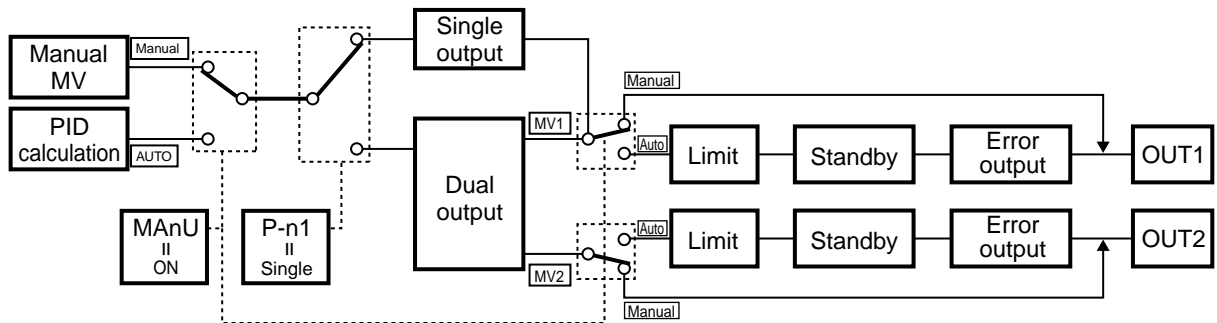 Manual
MV
Manual
PID
calculation
AUTO
MAnU
=
ON
P-n1
=
Single
Single
output
Dual
output
MV1
MV2
Manual
Auto
Limit
Standby
Error
output
OUT1
Auto
Limit
Standby
Error
output
OUT2
Manual